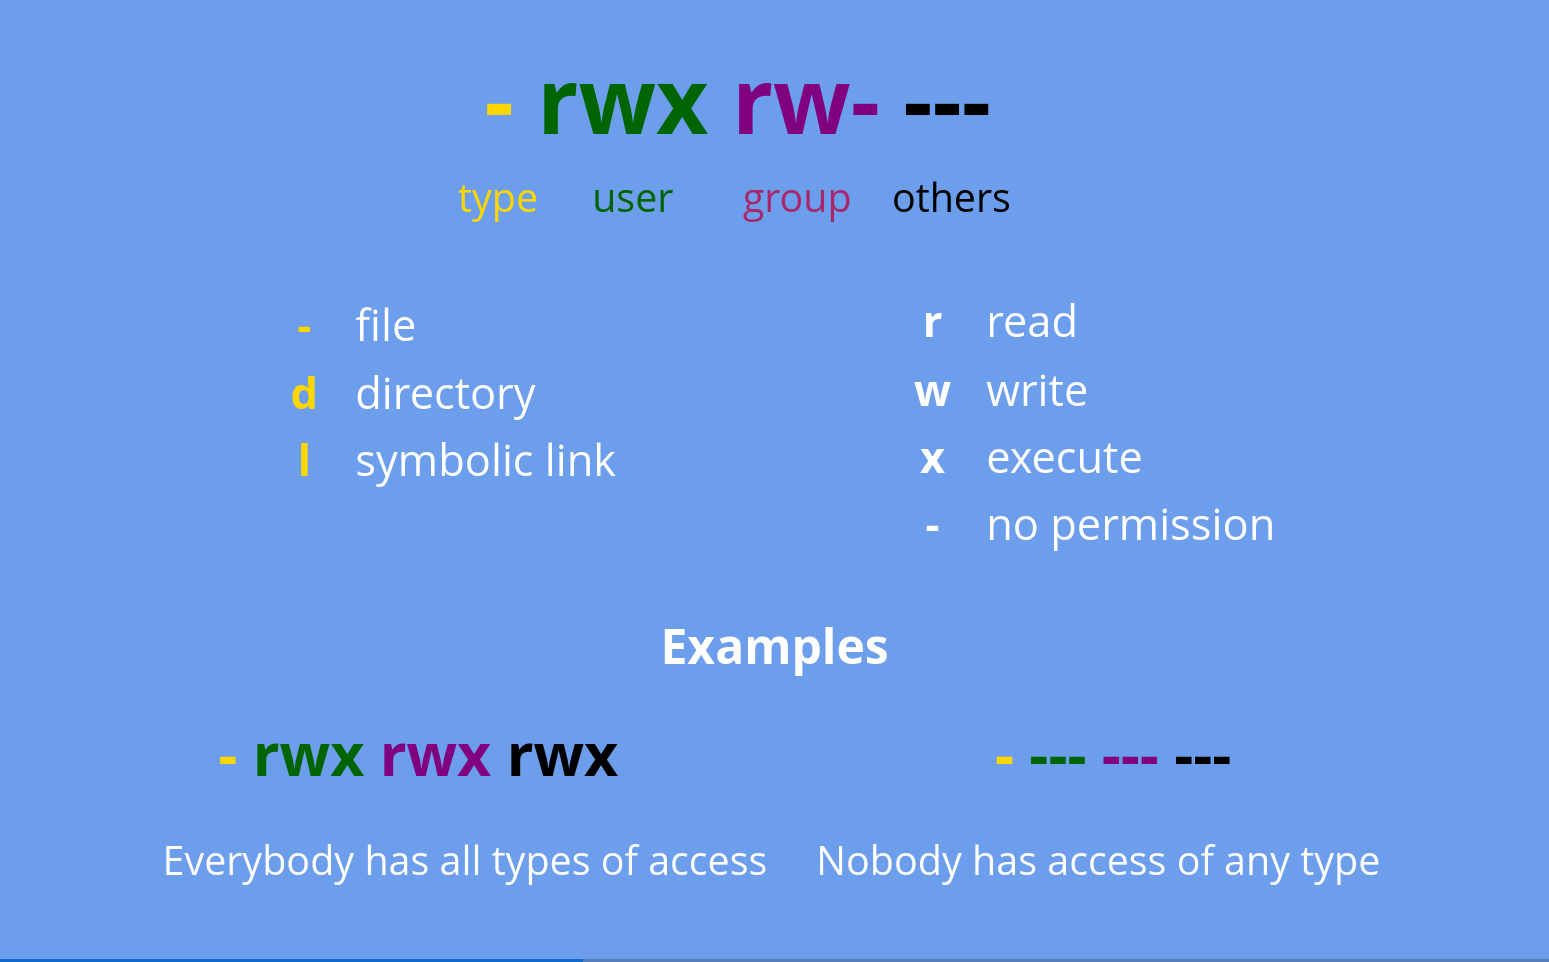 - rwx rw- ---
type user group others
- file
d directory
l symbolic link
r read
w write
x execute
- no permission
Examples
- rwx rwx rwx
Everybody has all types of access
- --- --- ---
Nobody has access of any type